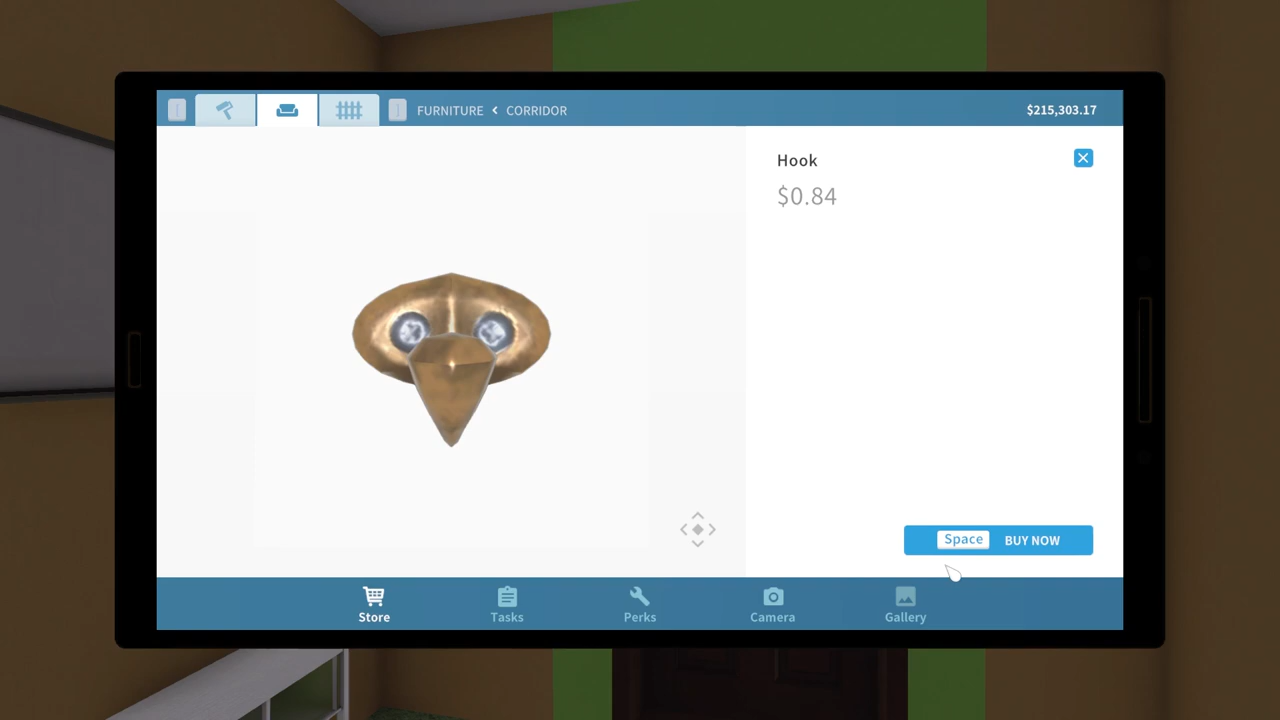 FURNITURE < CORRIDOR
$215,303.17
Hook
$0.84
Space BUY NOW
Store
Tasks
Perks
Camera
Gallery